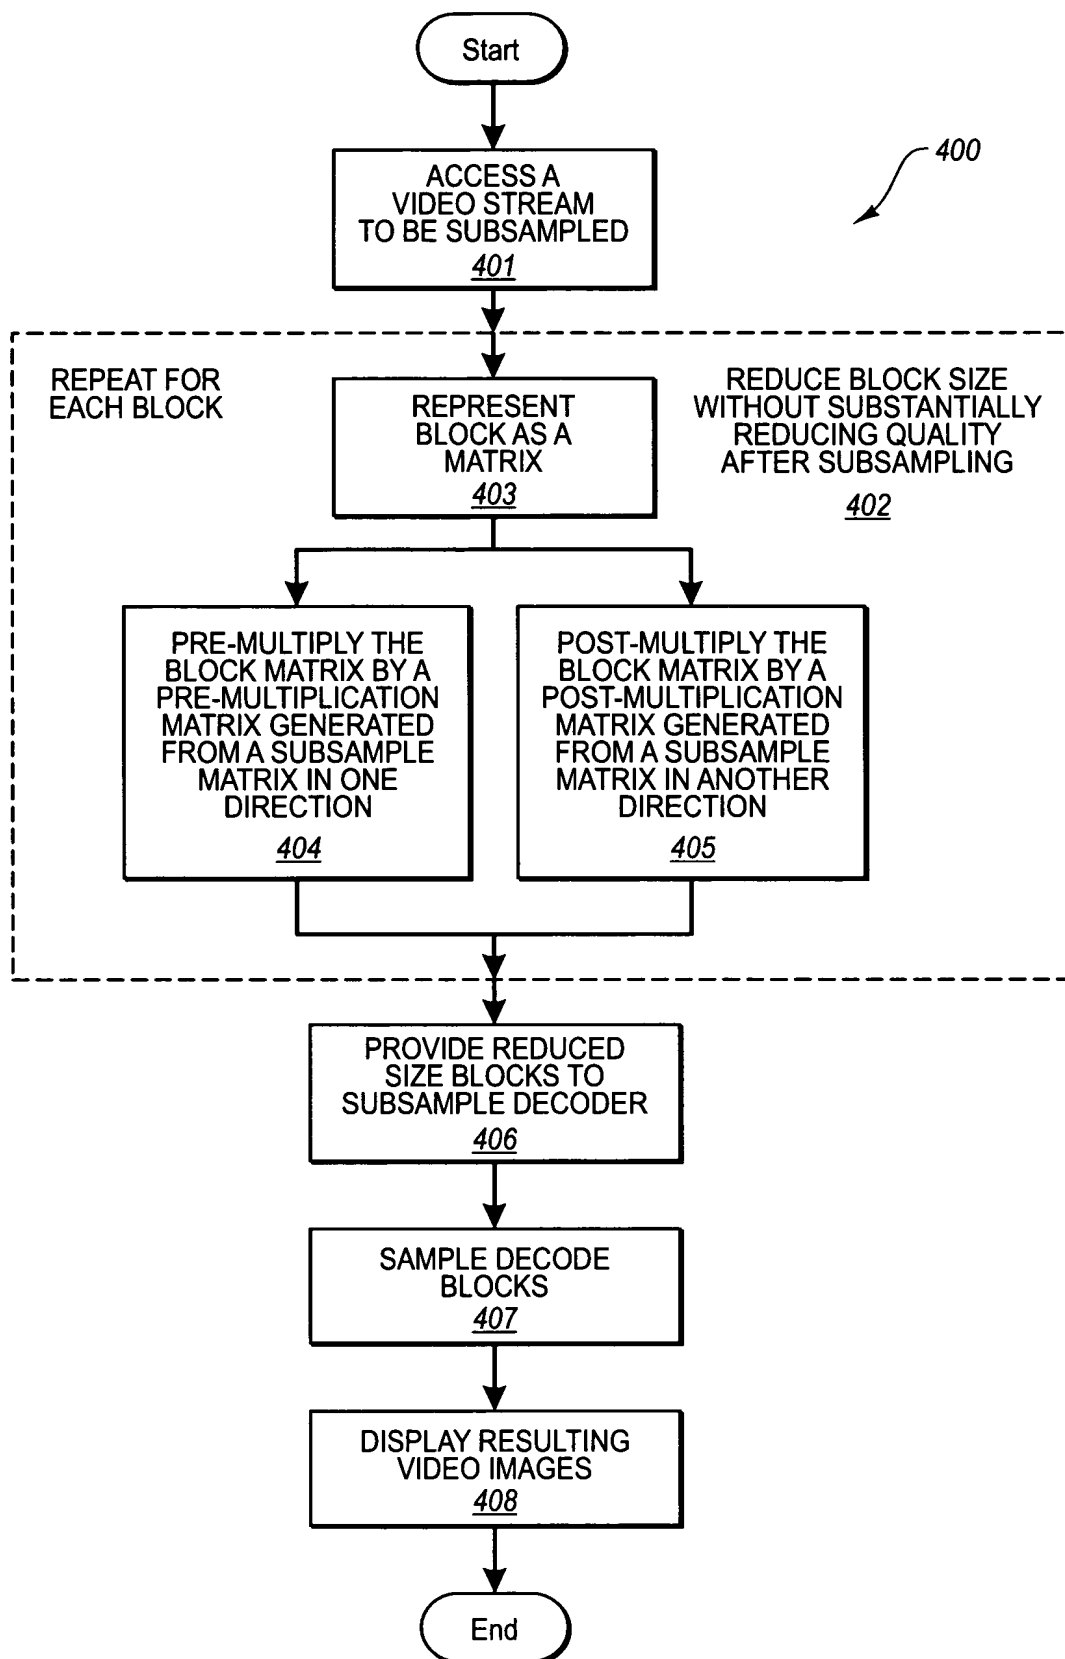 Start
400
ACCESS A
VIDEO STREAM
TO BE SUBSAMPLED
401
REPEAT FOR
EACH BLOCK
REPRESENT
BLOCK AS A
MATRIX
403
REDUCE BLOCK SIZE
WITHOUT SUBSTANTIALLY
REDUCING QUALITY
AFTER SUBSAMPLING
402
PRE-MULTIPLY THE
BLOCK MATRIX BY A
PRE-MULTIPLICATION
MATRIX GENERATED
FROM A SUBSAMPLE
MATRIX IN ONE
DIRECTION
404
POST-MULTIPLY THE
BLOCK MATRIX BY A
POST-MULTIPLICATION
MATRIX GENERATED
FROM A SUBSAMPLE
MATRIX IN ANOTHER
DIRECTION
405
PROVIDE REDUCED
SIZE BLOCKS TO
SUBSAMPLE DECODER
406
SAMPLE DECODE
BLOCKS
407
DISPLAY RESULTING
VIDEO IMAGES
408
End